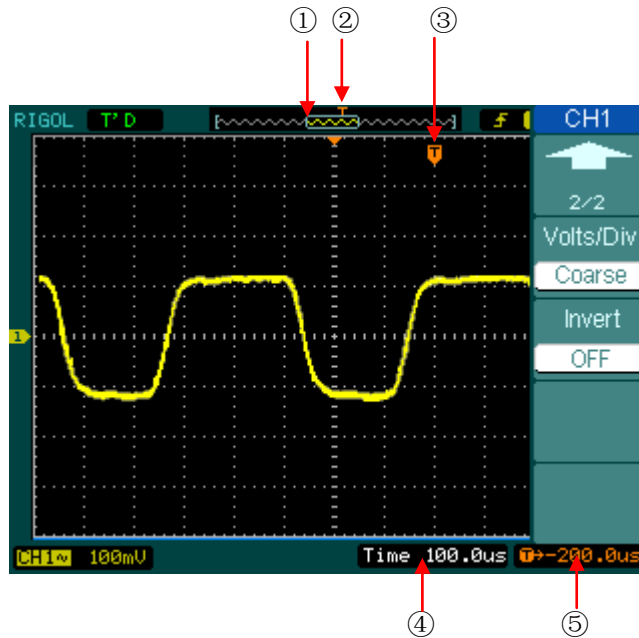 ① ② ③
RIGOL T'D T CH1
T
2/2
Volts/Div
Coarse
Invert
OFF
1
CH1~ 100mV Time 100.0us T→-200.0us
④ ⑤